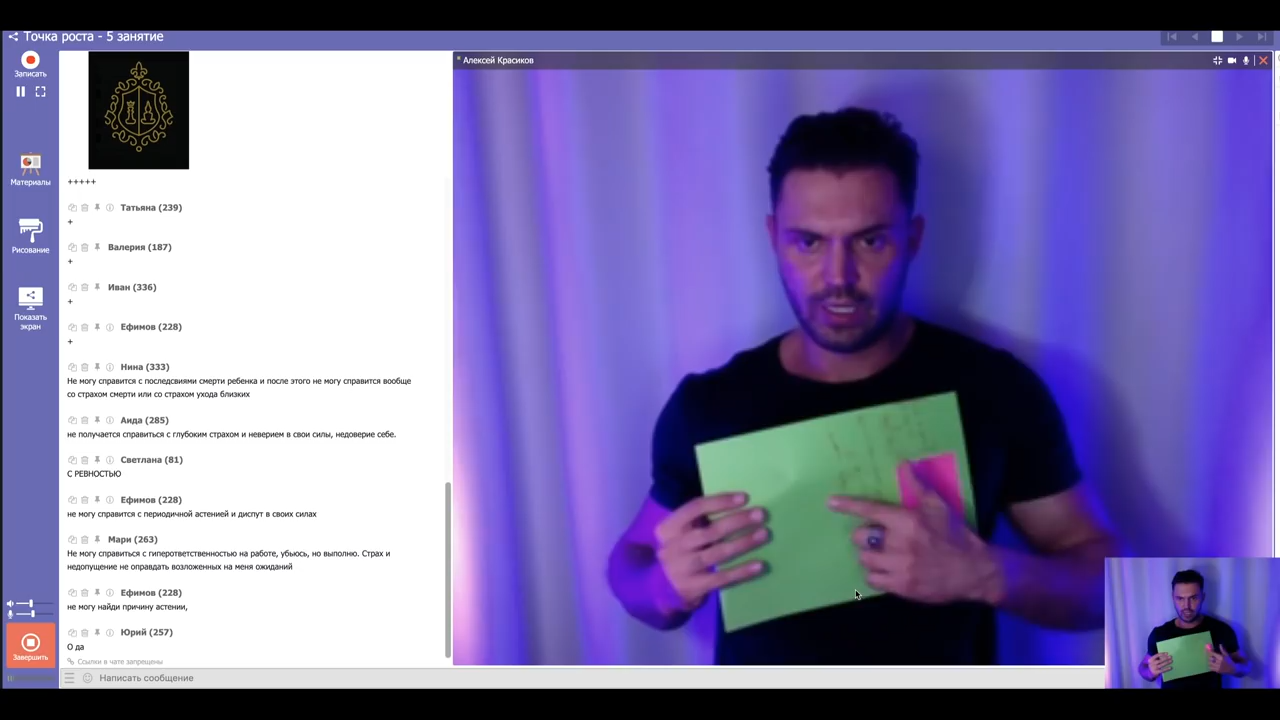 Точка роста - 5 занятие
Записать
Материалы
Рисование
Показать
экран
Завершить
+++++
Татьяна (239)
+
Валерия (187)
+
Иван (336)
+
Ефимов (228)
+
Нина (333)
Не могу справится с последсвиями смерти ребенка и после этого не могу справится вообще
со страхом смерти или со страхом ухода близких
Аида (285)
не получается справиться с глубоким страхом и неверием в свои силы, недоверие себе.
Светлана (81)
С РЕВНОСТЬЮ
Ефимов (228)
не могу справится с периодичной астенией и диспут в своих силах
Мари (263)
Не могу справиться с гиперответственностью на работе, убьюсь, но выполню. Страх и
недопущение не оправдать возложенных на меня ожиданий
Ефимов (228)
не могу найди причину астении,
Юрий (257)
О да
Ссылки в чате запрещены
Написать сообщение
* Алексей Красиков